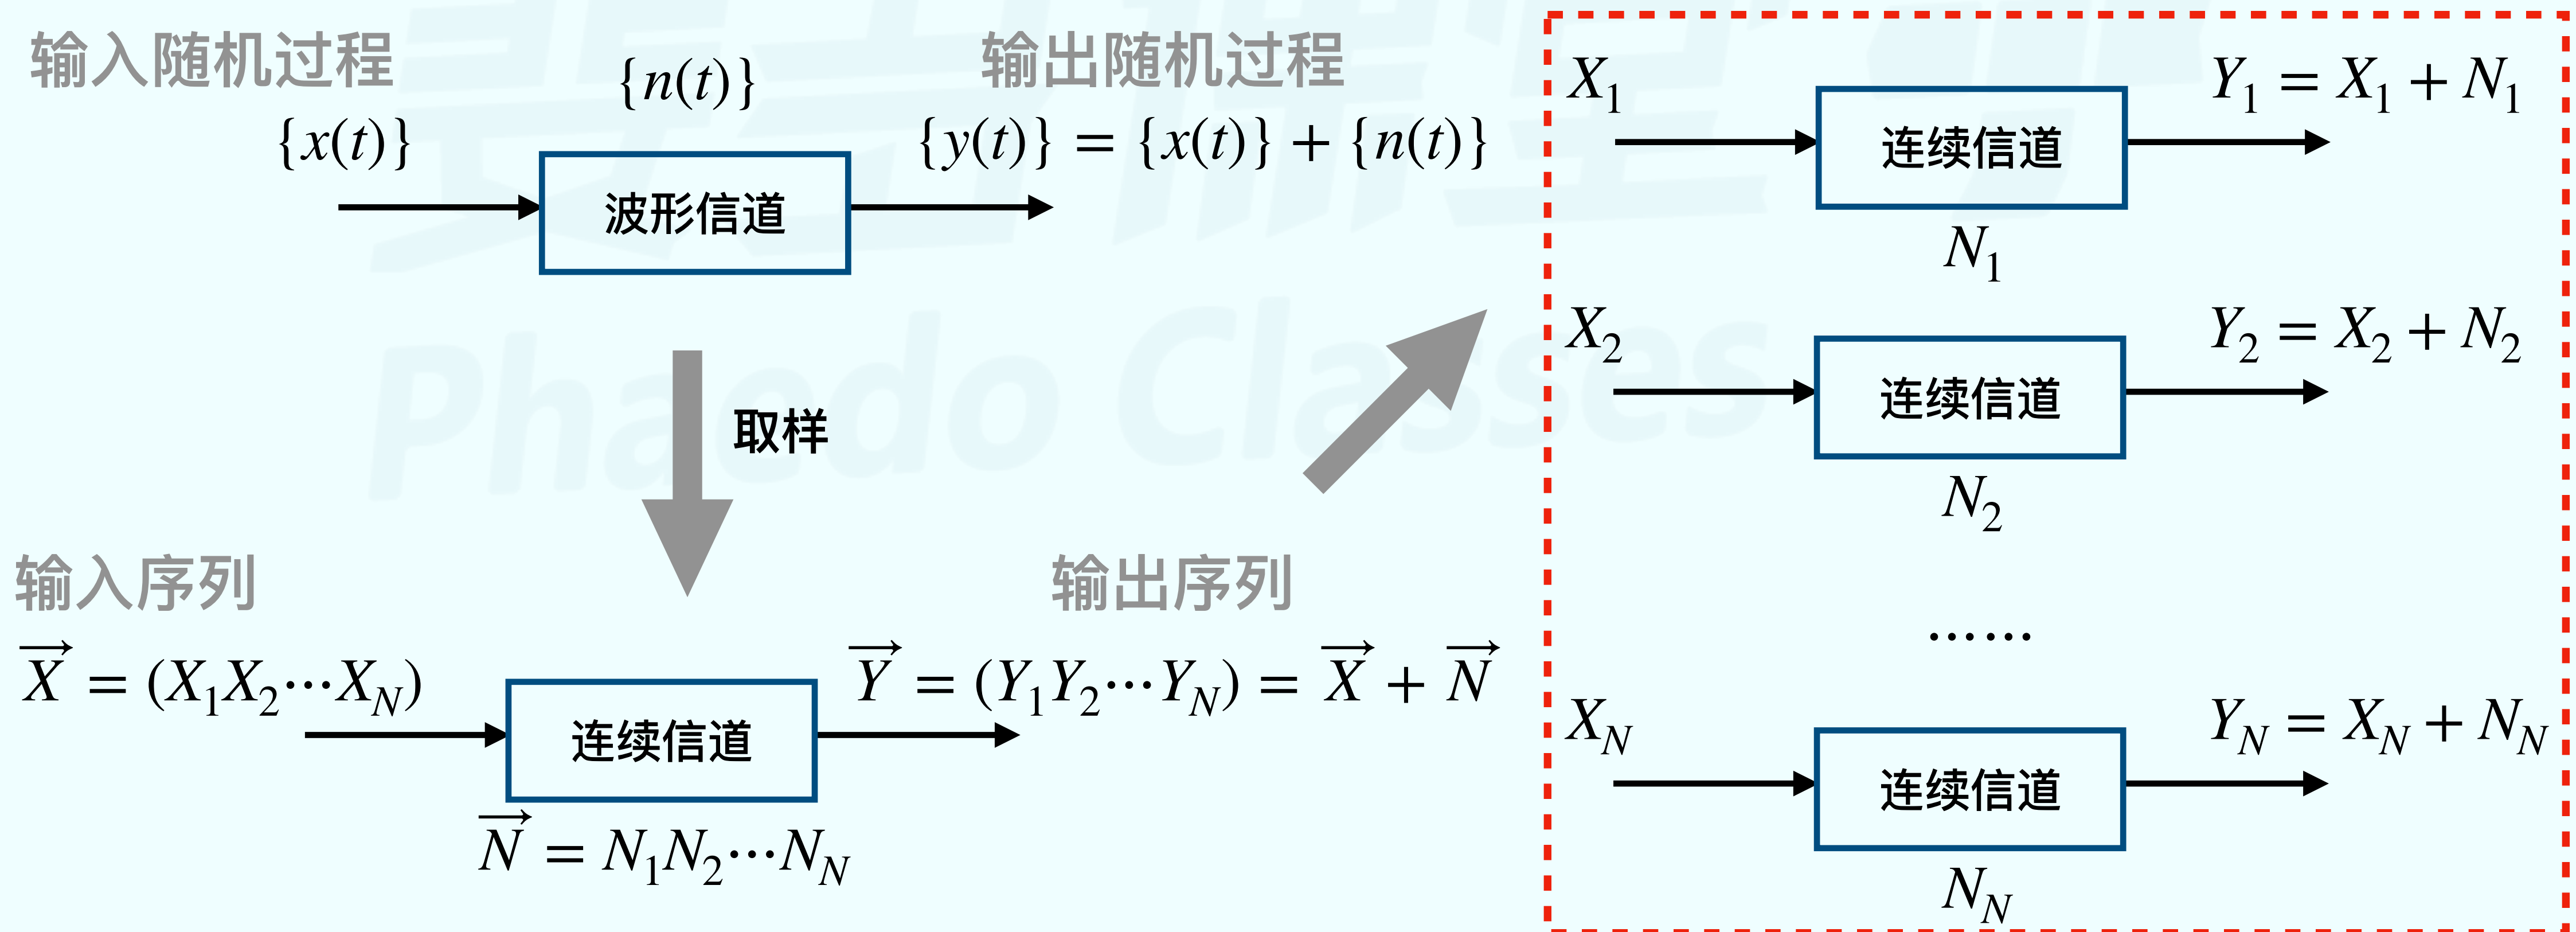 输入随机过程
{x(t)}
{n(t)}
波形信道
输出随机过程
{y(t)} = {x(t)} + {n(t)}
取样
输入序列
X⃗ = (X₁X₂⋯X_N)
连续信道
N⃗ = N₁N₂⋯N_N
输出序列
Y⃗ = (Y₁Y₂⋯Y_N) = X⃗ + N⃗
X₁
连续信道
N₁
Y₁ = X₁ + N₁
X₂
连续信道
N₂
Y₂ = X₂ + N₂
⋯⋯
X_N
连续信道
N_N
Y_N = X_N + N_N
Phaedo Classes